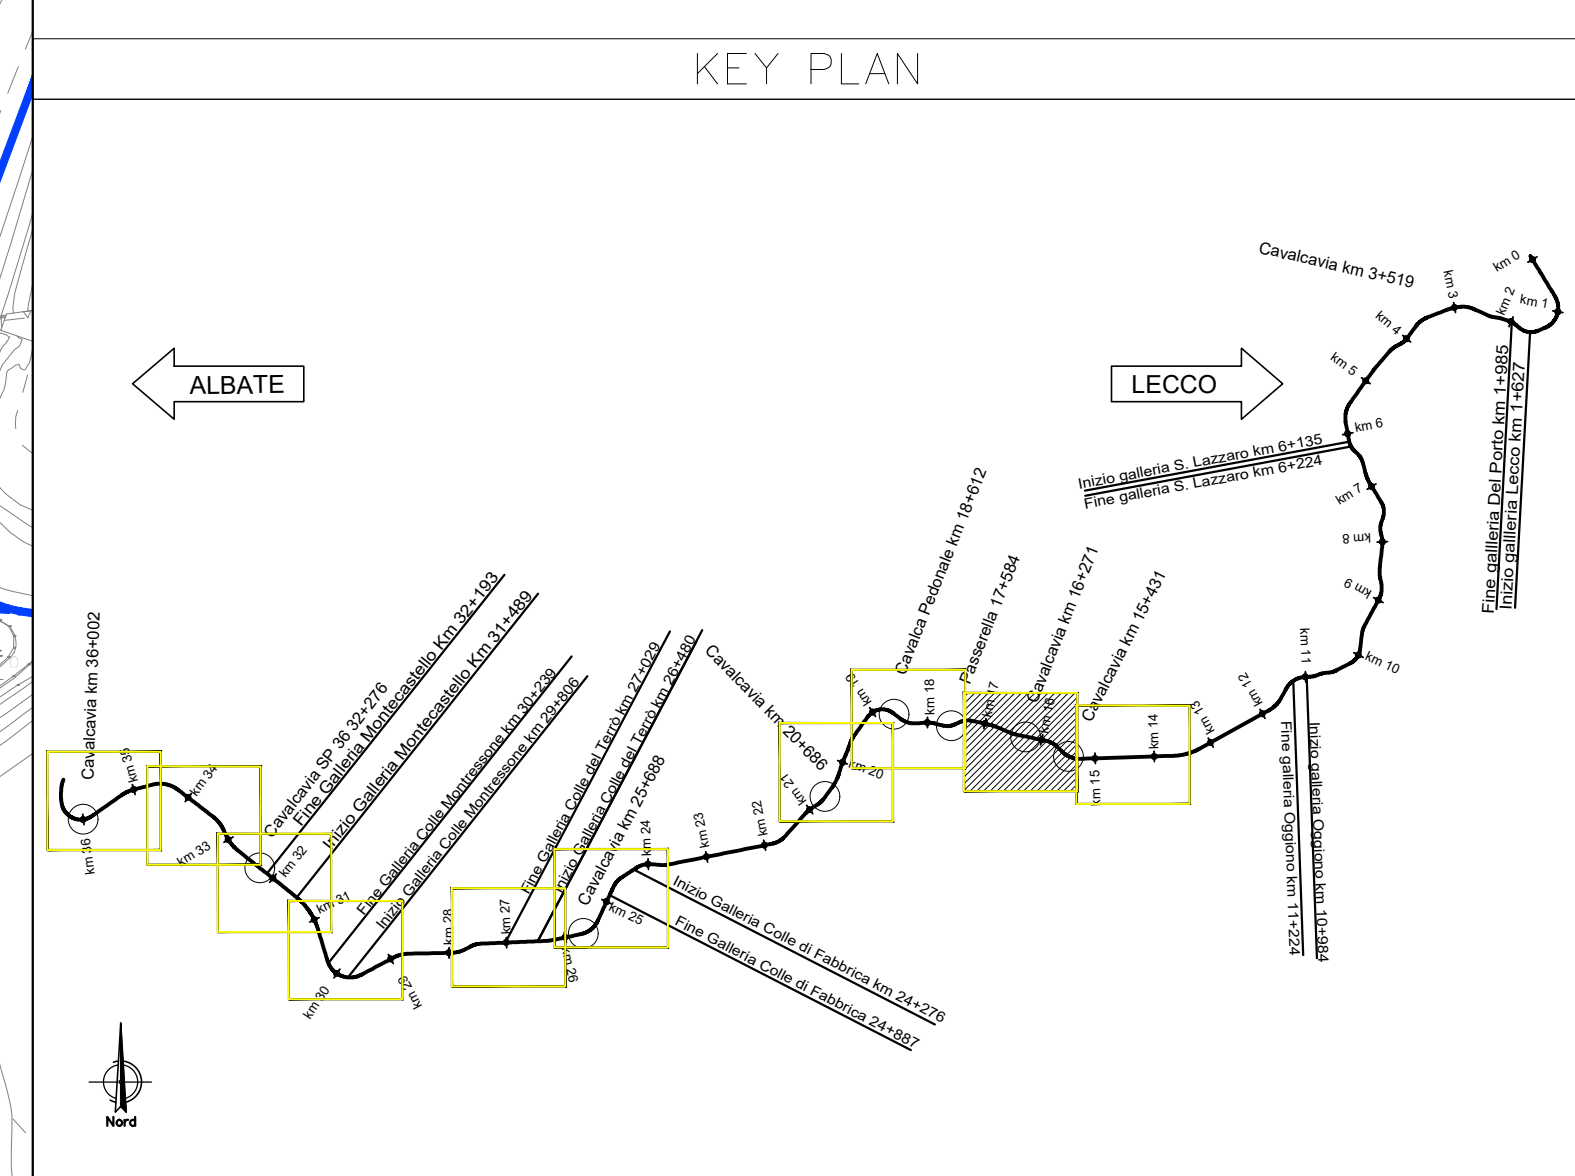 KEY PLAN
ALBATE
LECCO
Cavalcavia km 3+519
km 0
km 1
km 2
km 3
km 4
km 5
km 6
km 7
km 8
km 9
km 10
km 11
km 12
km 13
km 14
km 15
km 16
km 17
km 18
km 19
km 20
km 21
km 22
km 23
km 24
km 25
km 26
km 27
km 28
km 29
km 30
km 31
km 32
km 33
km 34
km 35
km 36
Fine gallleria Del Porto km 1+985
Inizio gallleria Lecco km 1+627
Inizio galleria S. Lazzaro km 6+135
Fine galleria S. Lazzaro km 6+224
Inizio galleria Oggiono km 10+984
Fine galleria Oggiono km 11+224
Cavalcavia km 15+431
Cavalcavia km 16+271
Passerella 17+584
Cavalca Pedonale km 18+612
Cavalcavia km 20+686
Inizio Galleria Colle di Fabbrica km 24+276
Fine Galleria Colle di Fabbrica 24+887
Cavalcavia km 25+688
Inizio Galleria Colle del Terrò km 26+480
Fine Galleria Colle del Terrò km 27+029
Inizio Galleria Colle Montressone km 29+806
Fine Galleria Colle Montressone km 30+239
Inizio Galleria Montecastello Km 31+489
Fine Galleria Montecastello Km 32+193
Cavalcavia SP 36 32+276
Cavalcavia km 36+002
Nord